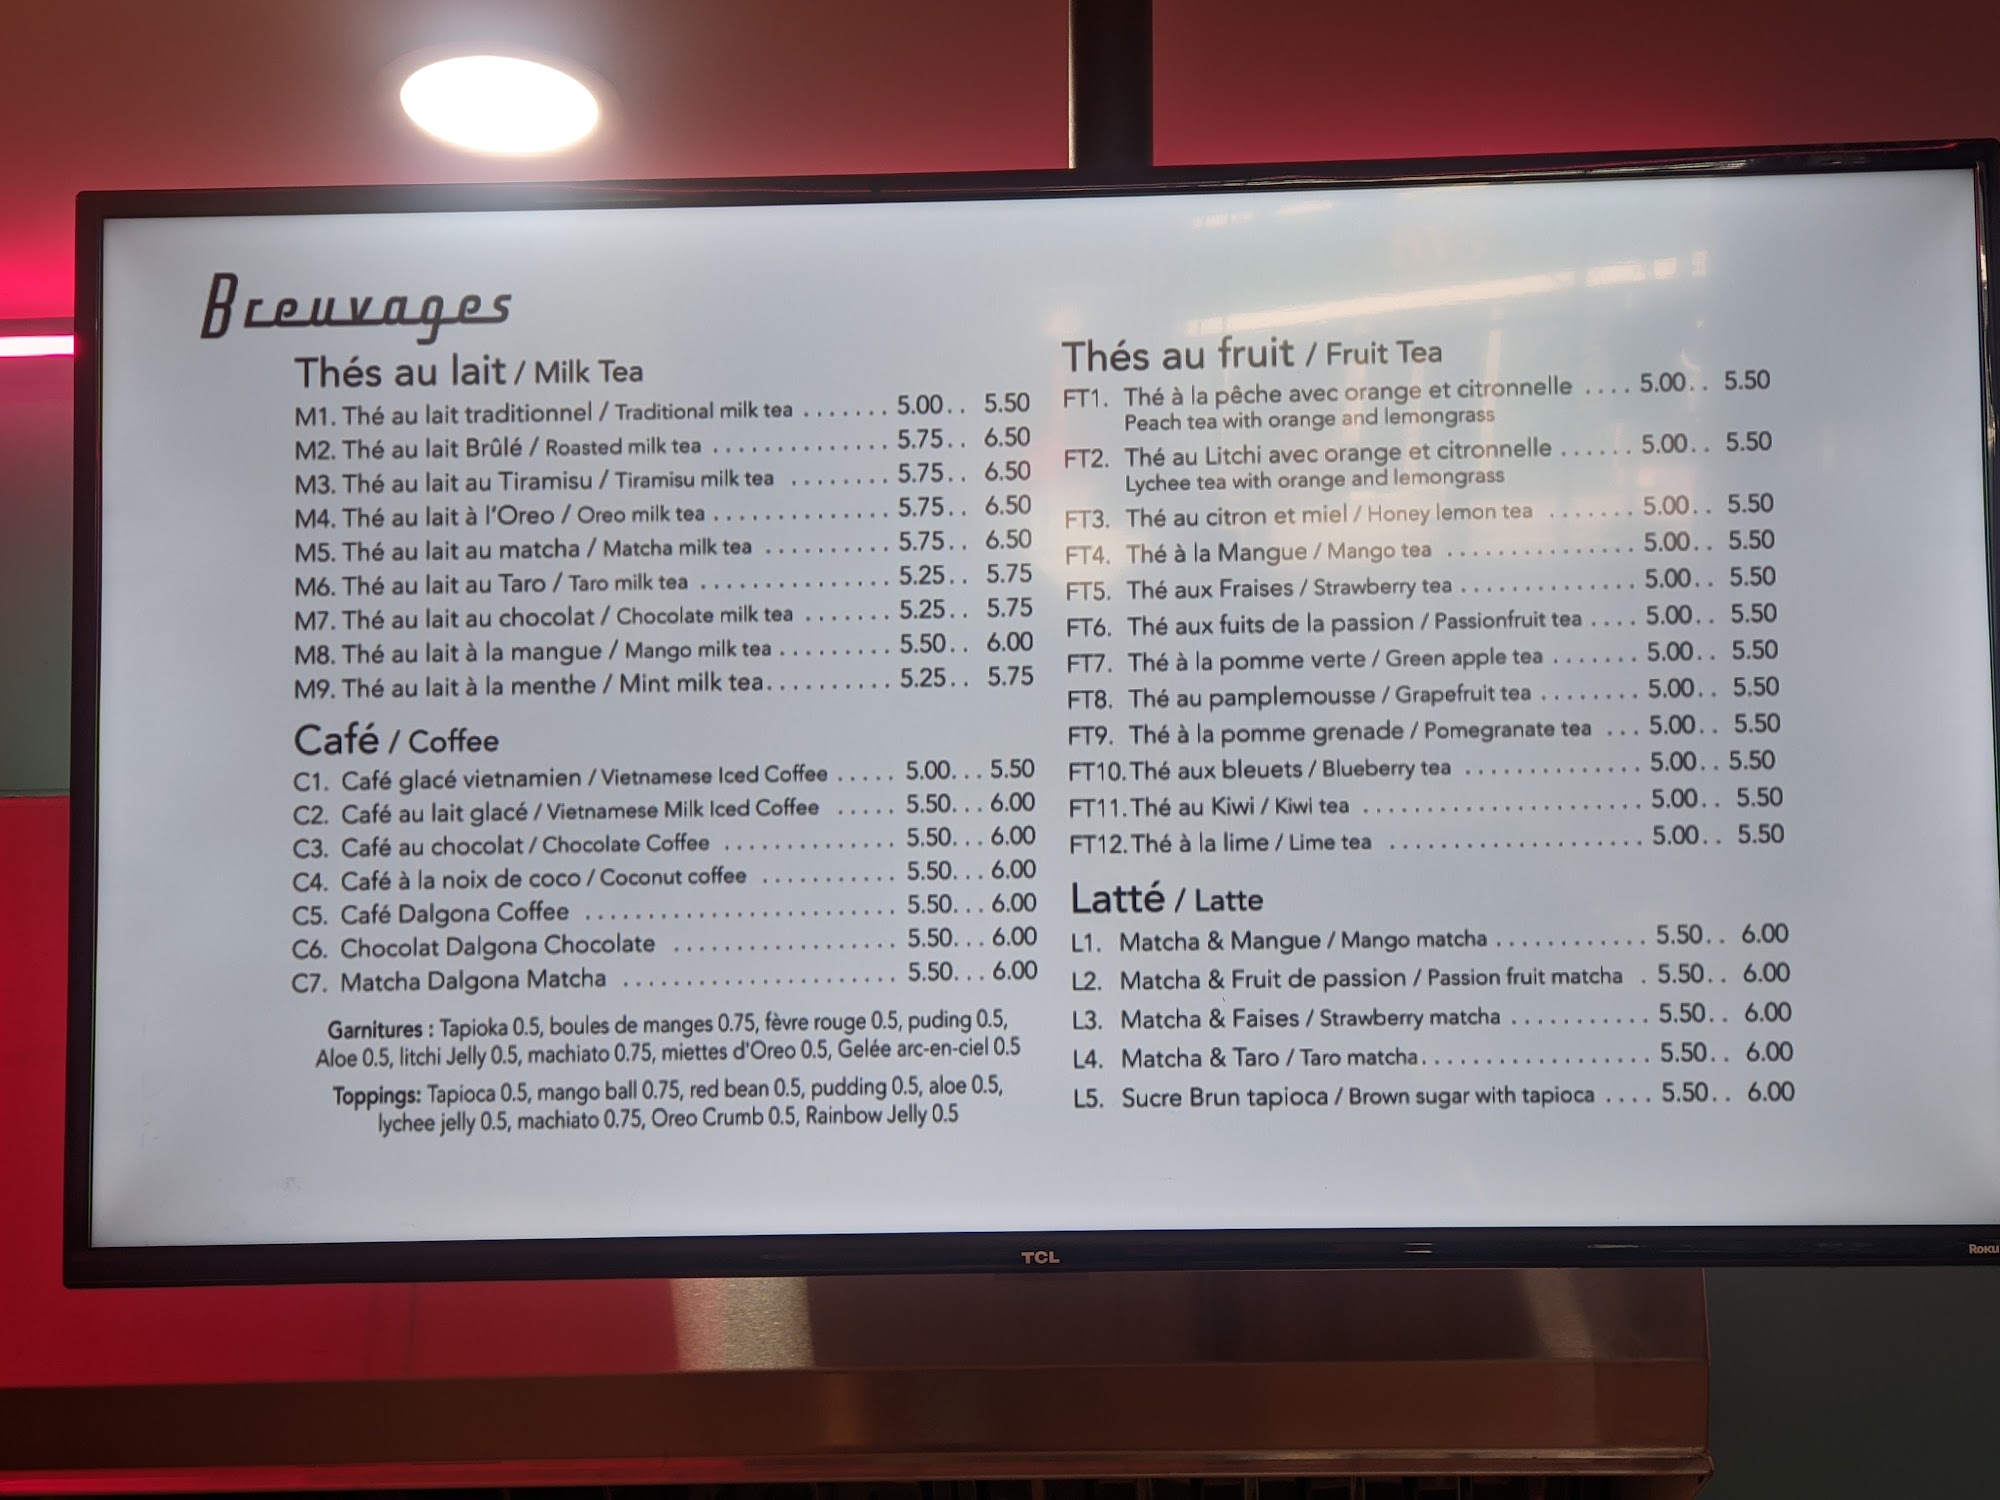 Breuvages
Thés au lait / Milk Tea
M1. Thé au lait traditionnel / Traditional milk tea ....... 5.00.. 5.50
M2. Thé au lait Brûlé / Roasted milk tea .............. 5.75.. 6.50
M3. Thé au lait au Tiramisu / Tiramisu milk tea ........ 5.75.. 6.50
M4. Thé au lait à l'Oreo / Oreo milk tea .............. 5.75.. 6.50
M5. Thé au lait au matcha / Matcha milk tea .......... 5.75.. 6.50
M6. Thé au lait au Taro / Taro milk tea ............... 5.25.. 5.75
M7. Thé au lait au chocolat / Chocolate milk tea ....... 5.25.. 5.75
M8. Thé au lait à la mangue / Mango milk tea ......... 5.50.. 6.00
M9. Thé au lait à la menthe / Mint milk tea.......... 5.25.. 5.75
Café / Coffee
C1. Café glacé vietnamien / Vietnamese Iced Coffee ..... 5.00... 5.50
C2. Café au lait glacé / Vietnamese Milk Iced Coffee ..... 5.50... 6.00
C3. Café au chocolat / Chocolate Coffee .............. 5.50... 6.00
C4. Café à la noix de coco / Coconut coffee ........... 5.50... 6.00
C5. Café Dalgona Coffee ......................... 5.50... 6.00
C6. Chocolat Dalgona Chocolate .................. 5.50... 6.00
C7. Matcha Dalgona Matcha ...................... 5.50... 6.00
Garnitures : Tapioka 0.5, boules de manges 0.75, fèvre rouge 0.5, puding 0.5,
Aloe 0.5, litchi Jelly 0.5, machiato 0.75, miettes d'Oreo 0.5, Gelée arc-en-ciel 0.5
Toppings: Tapioca 0.5, mango ball 0.75, red bean 0.5, pudding 0.5, aloe 0.5,
lychee jelly 0.5, machiato 0.75, Oreo Crumb 0.5, Rainbow Jelly 0.5
Thés au fruit / Fruit Tea
FT1. Thé à la pêche avec orange et citronnelle .... 5.00.. 5.50
Peach tea with orange and lemongrass
FT2. Thé au Litchi avec orange et citronnelle ...... 5.00.. 5.50
Lychee tea with orange and lemongrass
FT3. Thé au citron et miel / Honey lemon tea ....... 5.00.. 5.50
FT4. Thé à la Mangue / Mango tea ............... 5.00.. 5.50
FT5. Thé aux Fraises / Strawberry tea .............. 5.00.. 5.50
FT6. Thé aux fuits de la passion / Passionfruit tea .... 5.00.. 5.50
FT7. Thé à la pomme verte / Green apple tea ....... 5.00.. 5.50
FT8. Thé au pamplemousse / Grapefruit tea ........ 5.00.. 5.50
FT9. Thé à la pomme grenade / Pomegranate tea ... 5.00.. 5.50
FT10. Thé aux bleuets / Blueberry tea .............. 5.00.. 5.50
FT11. Thé au Kiwi / Kiwi tea ....................... 5.00.. 5.50
FT12. Thé à la lime / Lime tea ..................... 5.00.. 5.50
Latté / Latte
L1. Matcha & Mangue / Mango matcha ............ 5.50.. 6.00
L2. Matcha & Fruit de passion / Passion fruit matcha . 5.50.. 6.00
L3. Matcha & Faises / Strawberry matcha ........... 5.50.. 6.00
L4. Matcha & Taro / Taro matcha................... 5.50.. 6.00
L5. Sucre Brun tapioca / Brown sugar with tapioca .... 5.50.. 6.00
TCL
Roku